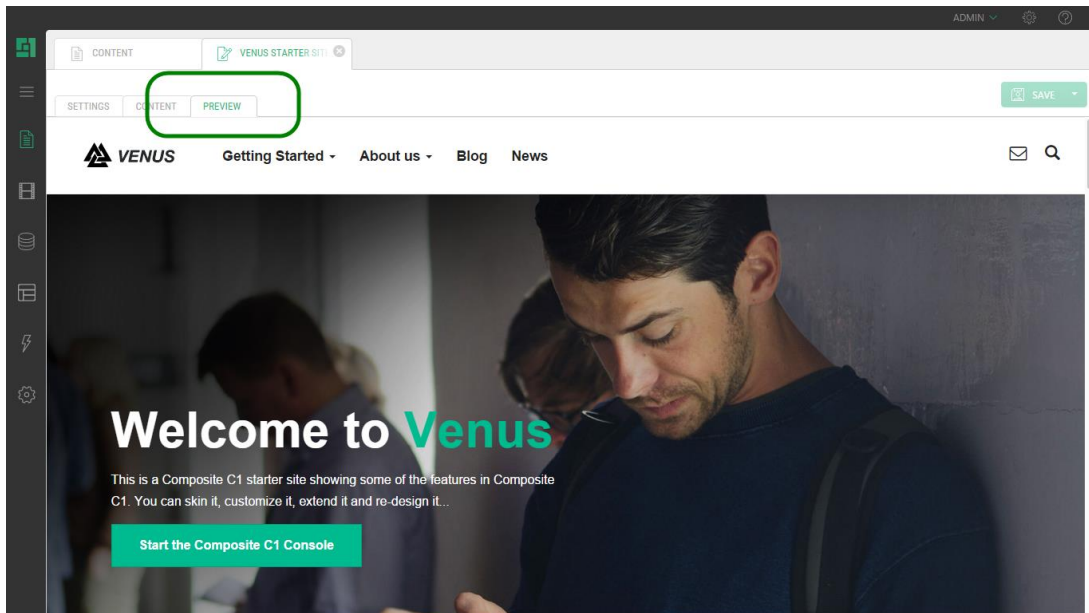 ADMIN
CONTENT
VENUS STARTER SIT
SETTINGS
CONTENT
PREVIEW
SAVE
VENUS
Getting Started
About us
Blog
News
Welcome to Venus
This is a Composite C1 starter site showing some of the features in Composite
C1. You can skin it, customize it, extend it and re-design it...
Start the Composite C1 Console